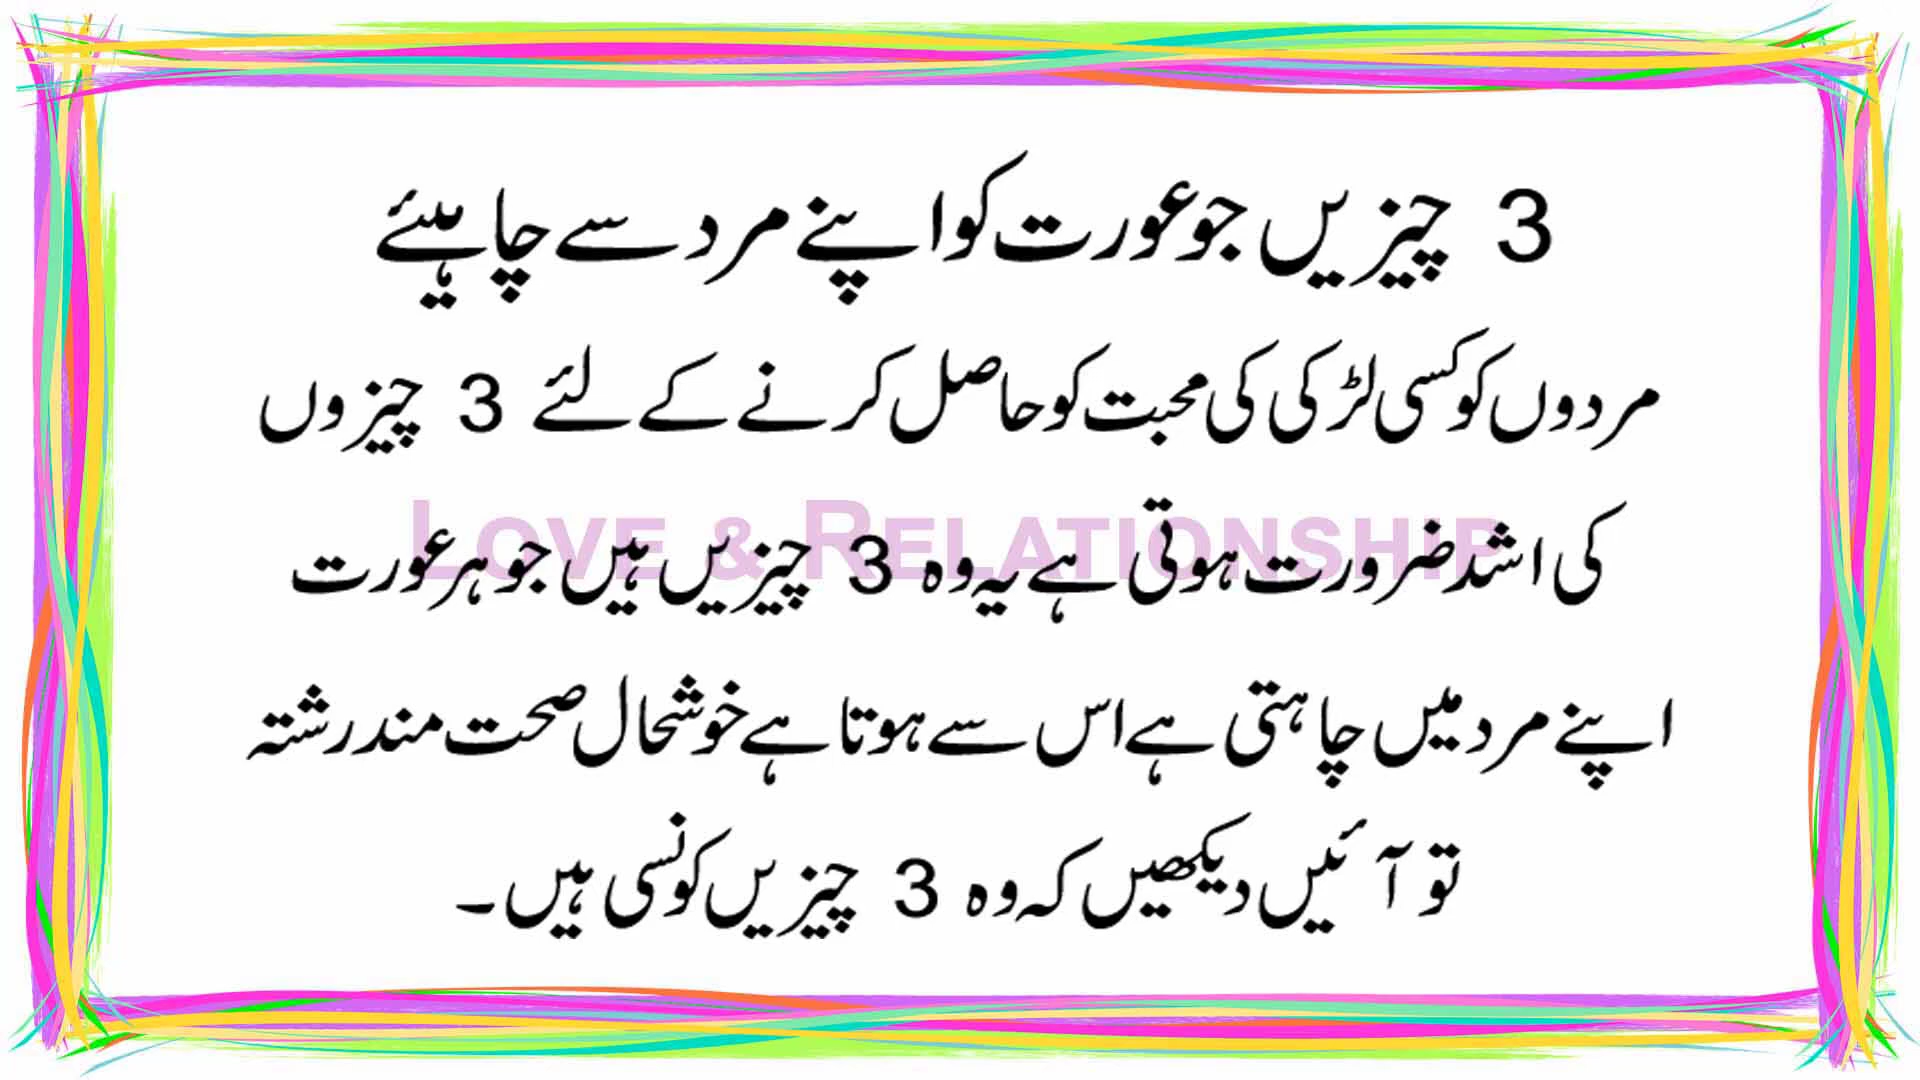 3 چیزیں جو عورت کو اپنے مرد سے چاہیئے
مردوں کو کسی لڑکی کی محبت کو حاصل کرنے کے لئے 3 چیزوں
LOVE & RELATIONSHIP
کی اشد ضرورت ہوتی ہے یہ وہ 3 چیزیں ہیں جو ہر عورت
اپنے مرد میں چاہتی ہے اس سے ہوتا ہے خوشحال صحت مند رشتہ
تو آئیں دیکھیں کہ وہ 3 چیزیں کونسی ہیں۔